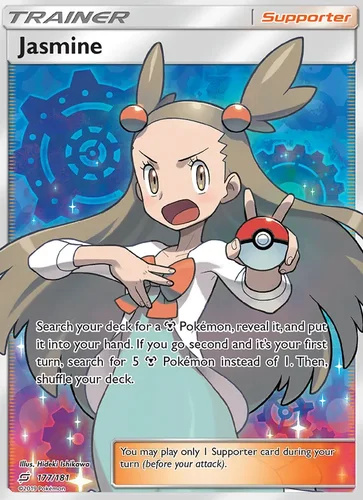 TRAINER
Supporter
Jasmine
Search your deck for a Pokémon, reveal it, and put
it into your hand. If you go second and it's your first
turn, search for 5 Pokémon instead of 1. Then,
shuffle your deck.
Illus. Hideki Ishikawa
177/181
©2019 Pokémon
You may play only 1 Supporter card during your
turn (before your attack).